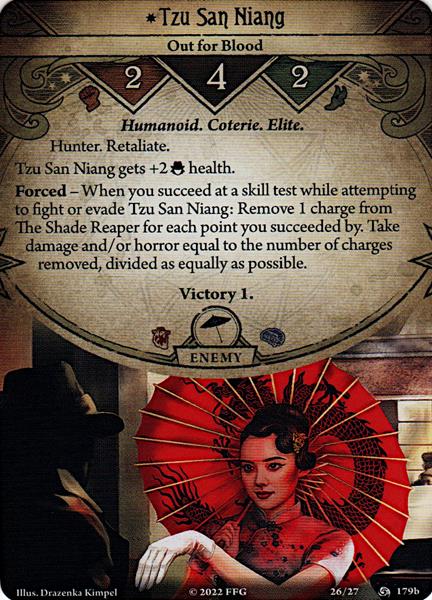 Tzu San Niang
Out for Blood
2 4 2
Humanoid. Coterie. Elite.
Hunter. Retaliate.
Tzu San Niang gets +2 health.
Forced – When you succeed at a skill test while attempting
to fight or evade Tzu San Niang: Remove 1 charge from
The Shade Reaper for each point you succeeded by. Take
damage and/or horror equal to the number of charges
removed, divided as equally as possible.
Victory 1.
ENEMY
Illus. Drazenka Kimpel © 2022 FFG 26/27 179b